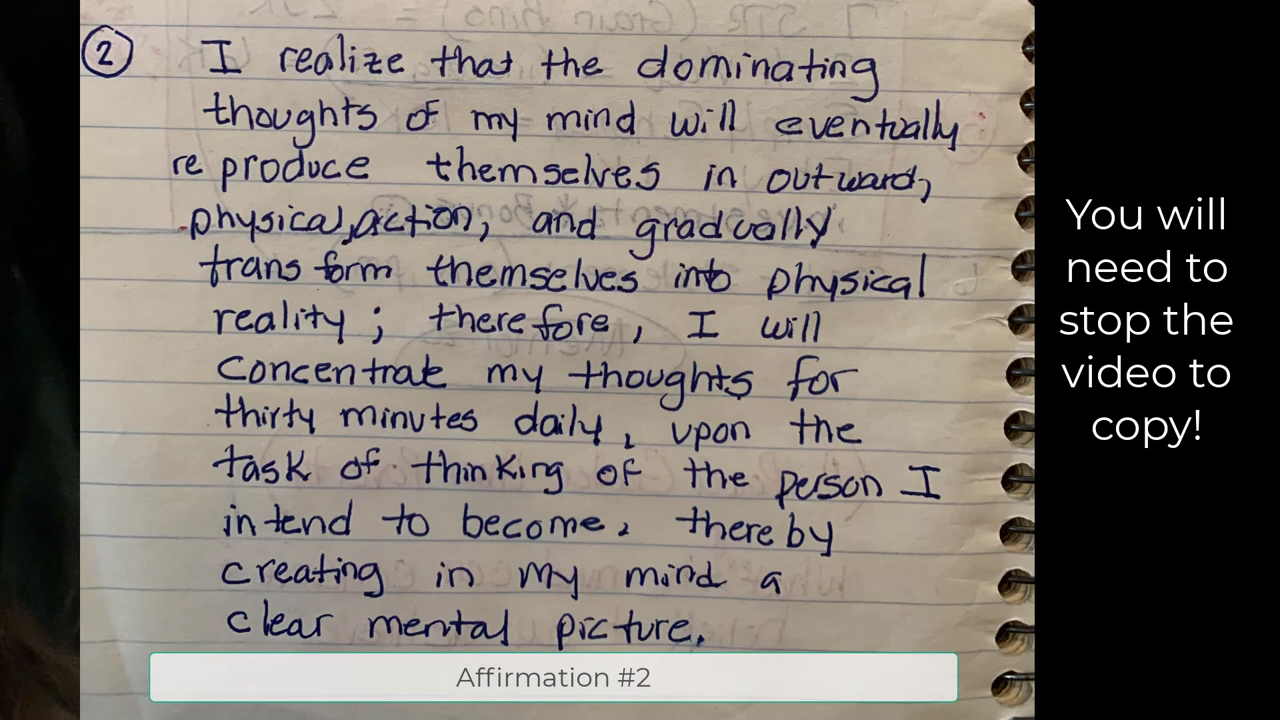 2 I realize that the dominating
thoughts of my mind will eventually
reproduce themselves in outward,
physical, action, and gradually
transform themselves into physical
reality; therefore, I will
concentrate my thoughts for
thirty minutes daily, upon the
task of thinking of the person I
intend to become, thereby
creating in my mind a
clear mental picture.
Affirmation #2
You will
need to
stop the
video to
copy!